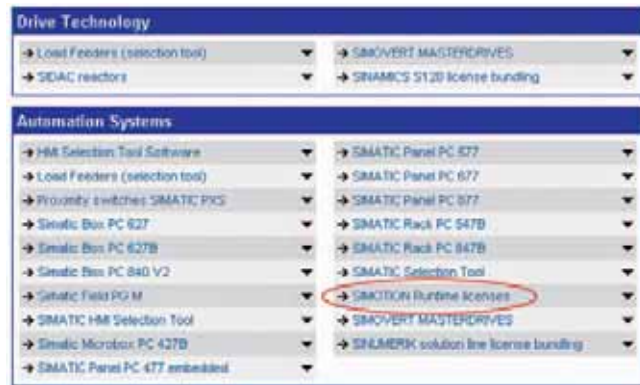 Drive Technology
Load Feeders (selection tool)
SIDAC reactors
SIMOVERT MASTERDRIVES
SINAMICS S120 license bundling
Automation Systems
HMI Selection Tool Software
Load Feeders (selection tool)
Proximity switches SIMATIC PXS
Simatic Box PC 627
Simatic Box PC 627B
Simatic Box PC 840 V2
Simatic Field PG M
SIMATIC HMI Selection Tool
Simatic Microbox PC 427B
SIMATIC Panel PC 477 embedded
SIMATIC Panel PC 577
SIMATIC Panel PC 677
SIMATIC Panel PC 877
SIMATIC Rack PC 547B
SIMATIC Rack PC 847B
SIMATIC Selection Tool
SIMOTION Runtime licenses
SIMOVERT MASTERDRIVES
SINUMERIK solution line license bundling